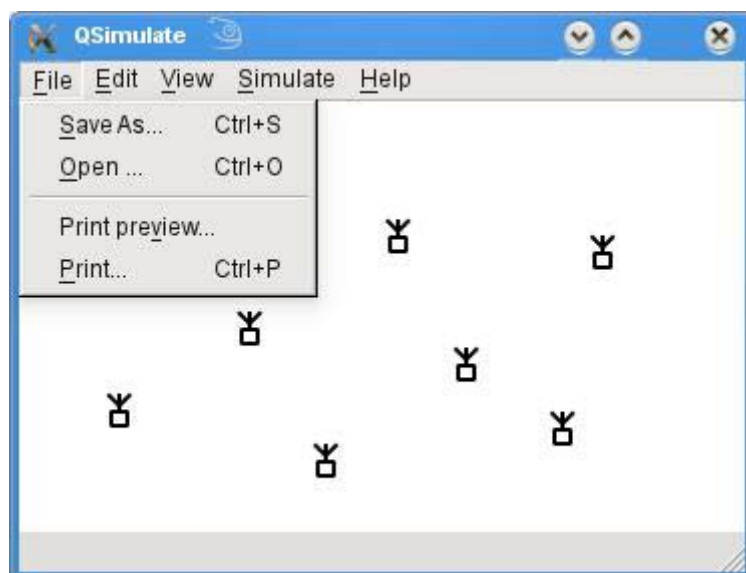 QSimulate
File Edit View Simulate Help
Save As... Ctrl+S
Open ... Ctrl+O
Print preview...
Print... Ctrl+P